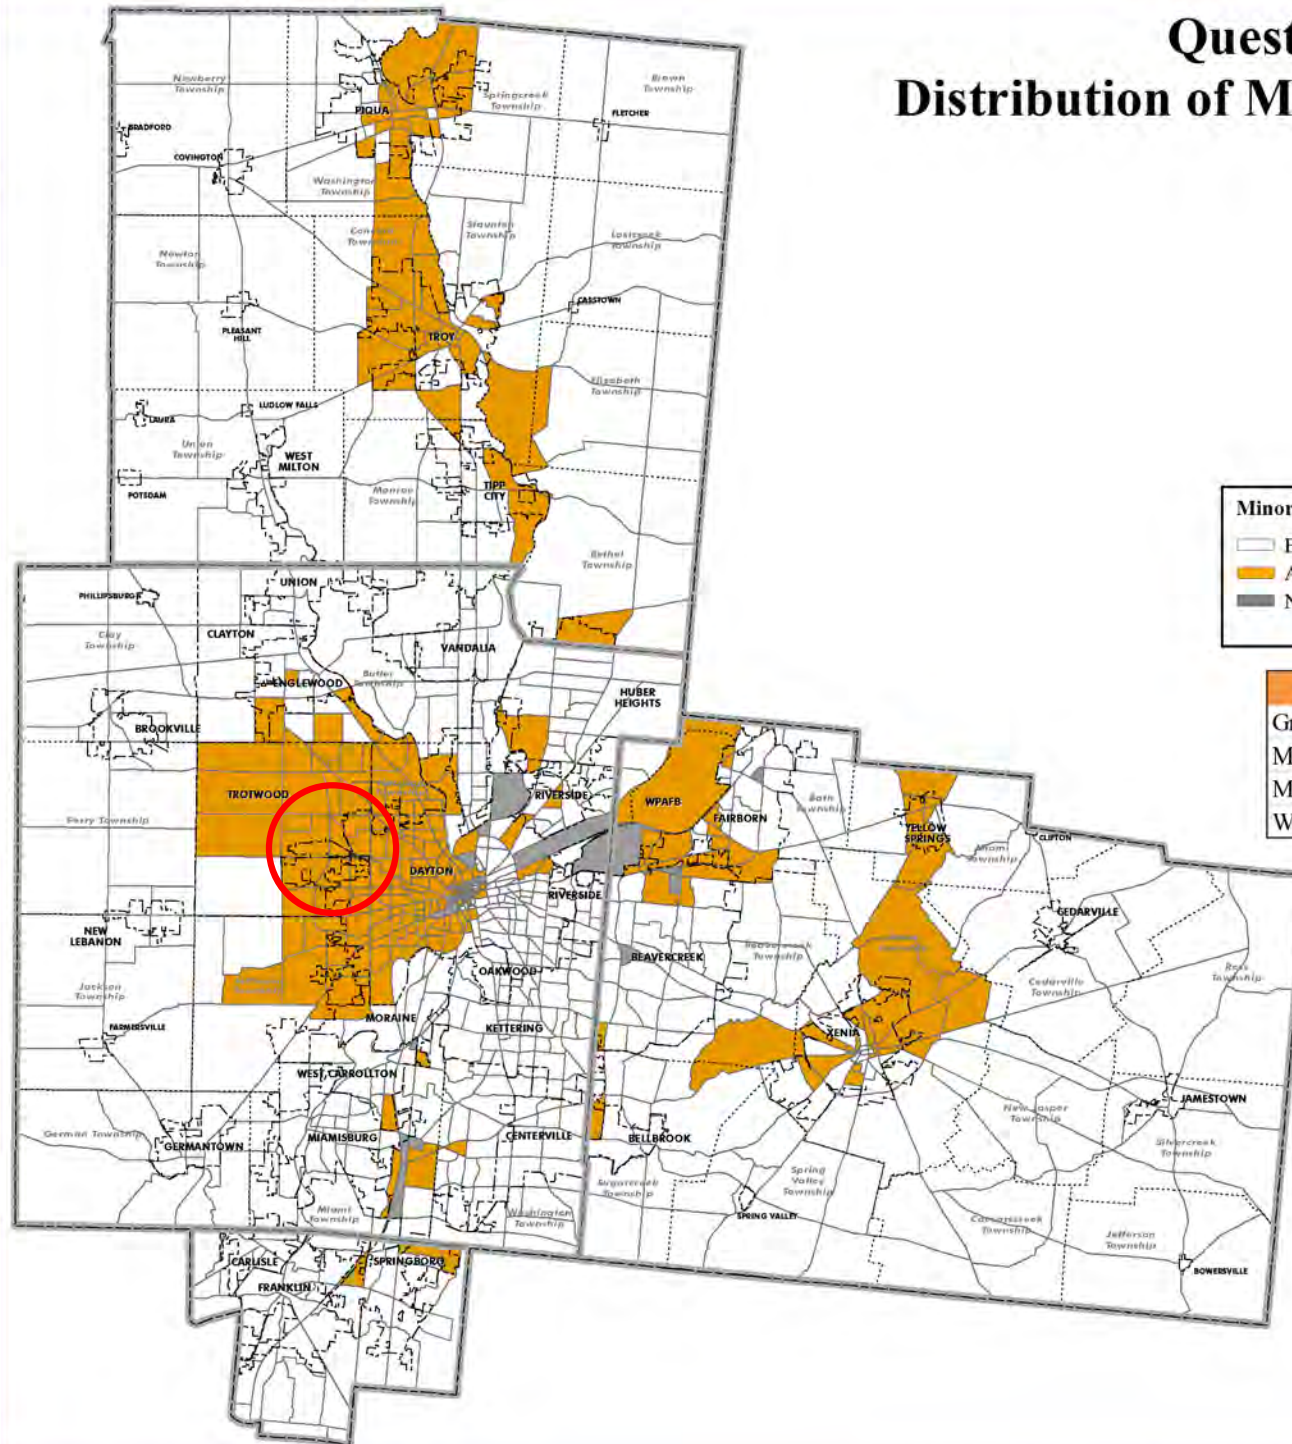 Quest
Distribution of M
Newberry
Township
Springcreek
Township
Brown
Township
PIQUA
FLETCHER
BRADFORD
COVINGTON
Washington
Township
Concord
Township
Staunton
Township
Lostcreek
Township
Newton
Township
CASSTOWN
PLEASANT
HILL
TROY
Elizabeth
Township
LUDLOW FALLS
LAURA
Union
Township
WEST
MILTON
POTSDAM
Monroe
Township
TIPP
CITY
Minor
A
N
Bethel
Township
UNION
PHILLIPSBURG
Clay
Township
CLAYTON
VANDALIA
Butler
Township
ENGLEWOOD
HUBER
HEIGHTS
BROOKVILLE
Gr
M
M
W
TROTWOOD
RIVERSIDE
WPAFB
Bath
Township
Perry Township
FAIRBORN
YELLOW
SPRINGS
CLIFTON
Miami
Township
DAYTON
RIVERSIDE
NEW
LEBANON
CEDARVILLE
Beavercreek
Township
BEAVERCREEK
OAKWOOD
Jackson
Township
Cedarville
Township
Ross
Township
FARMERSVILLE
MORAINE
KETTERING
XENIA
WEST CARROLLTON
JAMESTOWN
New Jasper
Township
German Township
GERMANTOWN
MIAMISBURG
CENTERVILLE
BELLBROOK
Silvercreek
Township
Spring
Valley
Township
Sugarcreek
Township
Miami
Township
Washington
Township
SPRING VALLEY
Caesarscreek
Township
Jefferson
Township
CARLISLE
SPRINGBORO
BOWERSVILLE
FRANKLIN